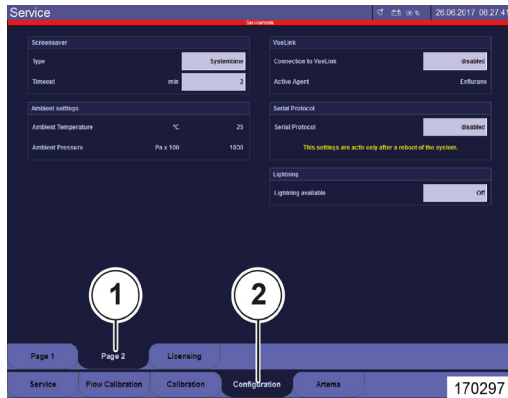 Service
96 %
26.06.2017 08:27:41
Servicemode
Screensaver
Type Systemtime
Timeout min 2
Ambient settings
Ambient Temperature °C 25
Ambient Pressure Pa x 100 1030
VueLink
Connection to VueLink disabled
Active Agent Enflurane
Serial Protocol
Serial Protocol disabled
This settings are activ only after a reboot of the system.
Lightning
Lightning available Off
1 2
Page 1 Page 2 Licensing
Service Flow Calibration Calibration Configuration Artema
170297